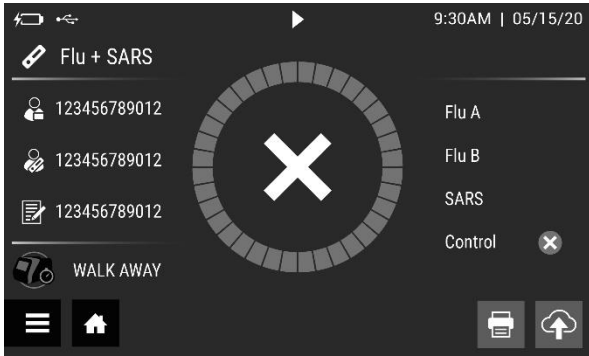 9:30AM | 05/15/20
Flu + SARS
123456789012
123456789012
123456789012
WALK AWAY
Flu A
Flu B
SARS
Control